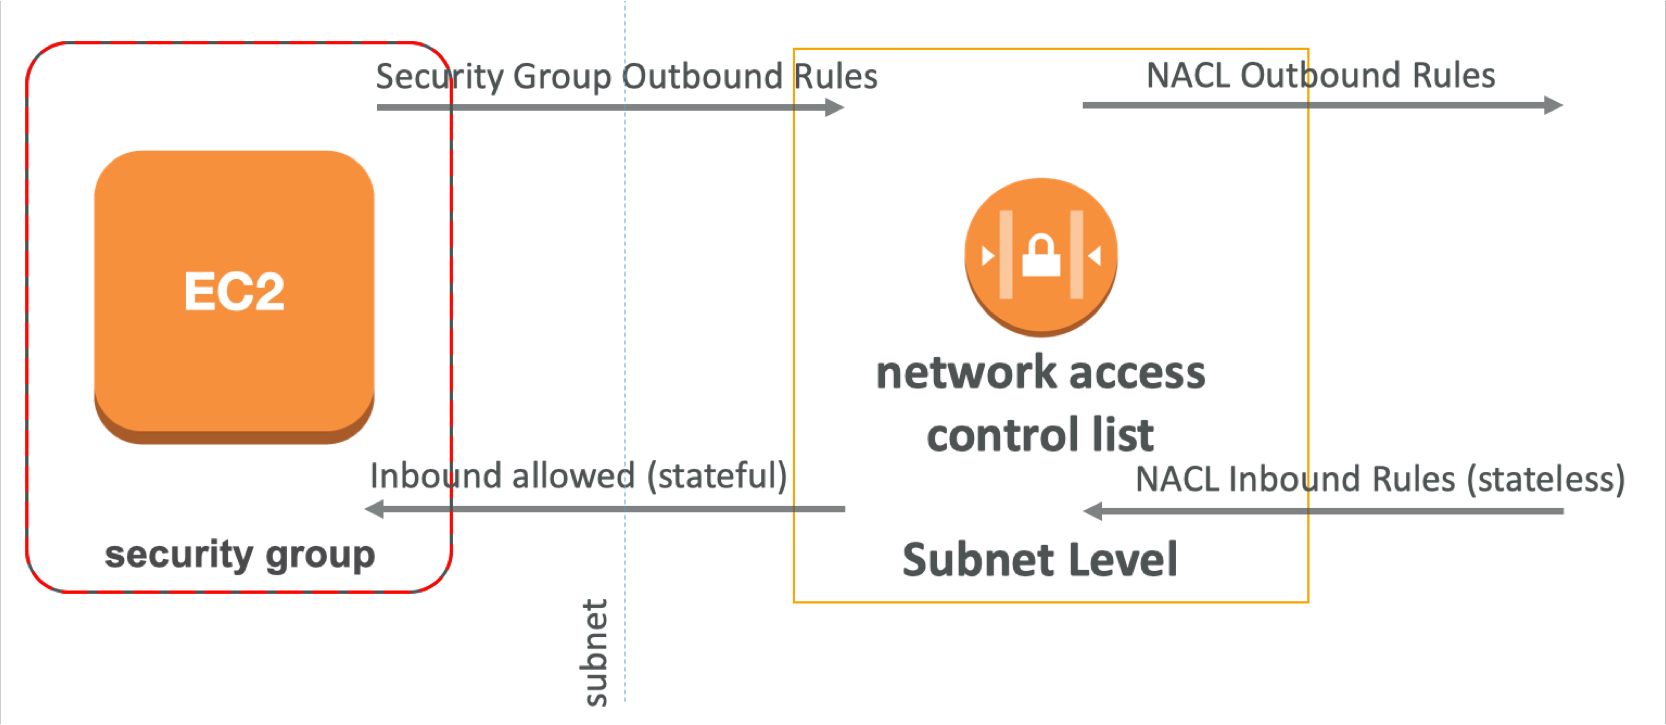 Security Group Outbound Rules
NACL Outbound Rules
EC2
network access
control list
Inbound allowed (stateful)
NACL Inbound Rules (stateless)
security group
Subnet Level
subnet